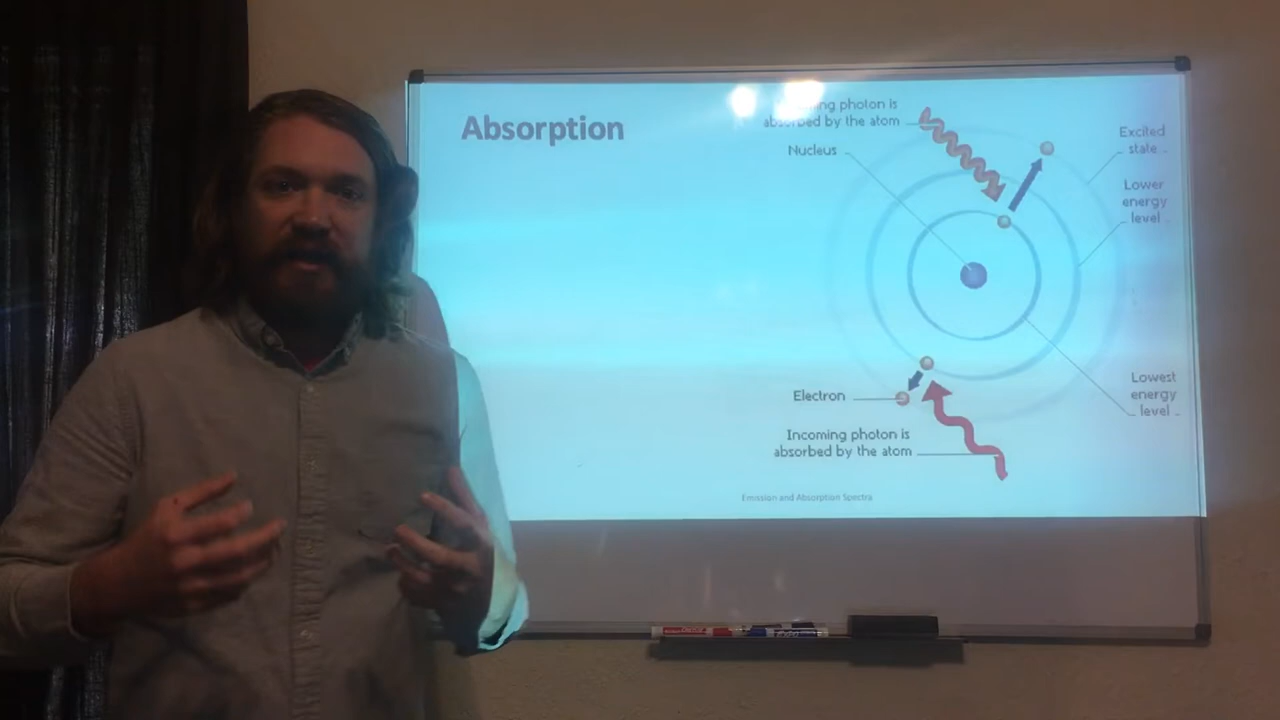 Absorption
photon is
absorbed by the atom
Nucleus
Excited
state
Lower
energy
level
Lowest
energy
level
Electron
Incoming photon is
absorbed by the atom
Emission and Absorption Spectra
EXPO